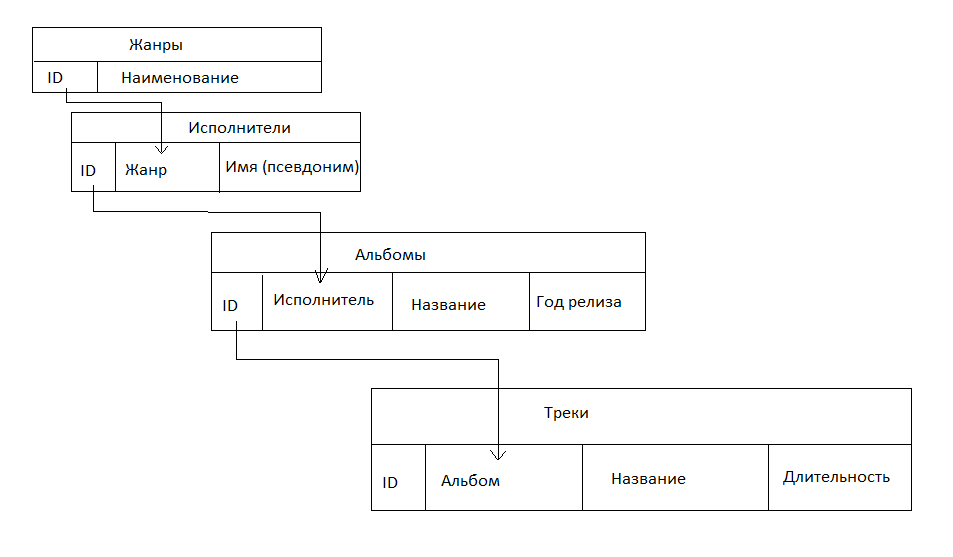 Жанры
ID Наименование
Исполнители
ID Жанр Имя (псевдоним)
Альбомы
ID Исполнитель Название Год релиза
Треки
ID Альбом Название Длительность